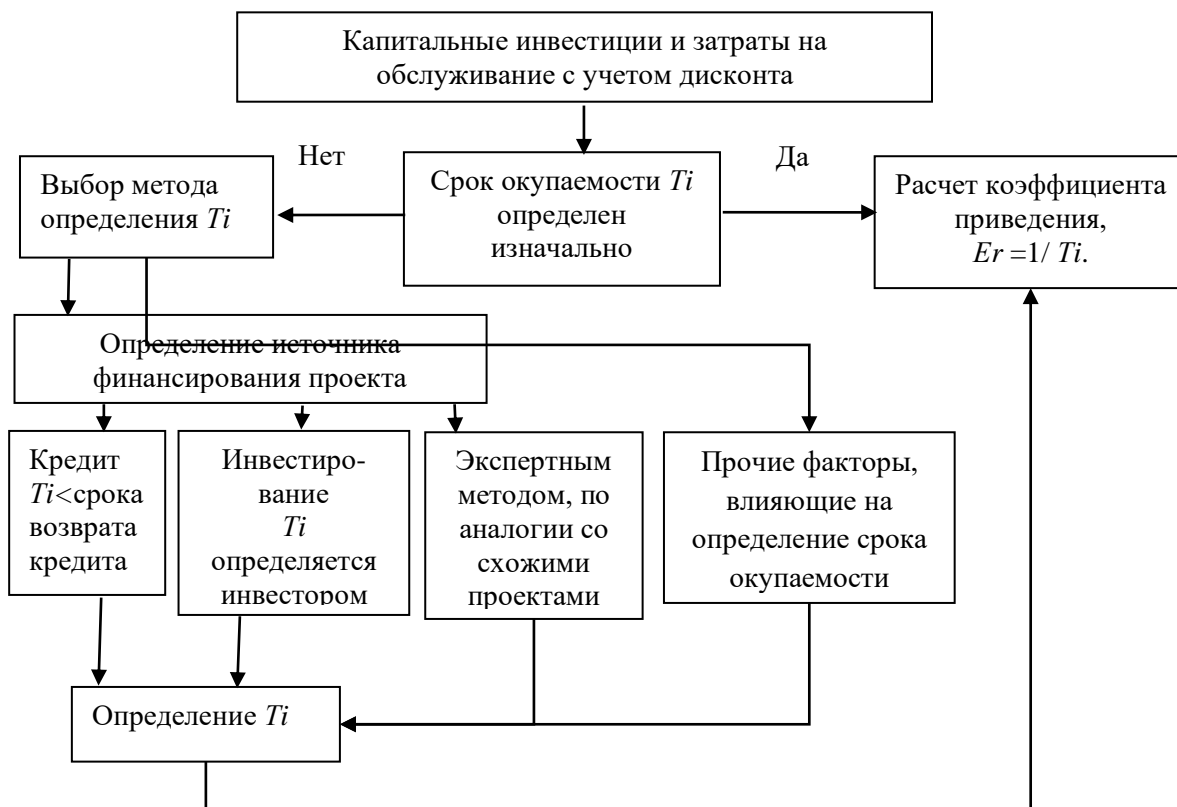 Капитальные инвестиции и затраты на
обслуживание с учетом дисконта
Нет
Да
Выбор метода
определения Ti
Срок окупаемости Ti
определен
изначально
Расчет коэффициента
приведения,
Er =1/ Ti.
Определение источника
финансирования проекта
Кредит
Ti<срока
возврата
кредита
Инвестиро-
вание
Ti
определяется
инвестором
Экспертным
методом, по
аналогии со
схожими
проектами
Прочие факторы,
влияющие на
определение срока
окупаемости
Определение Ti